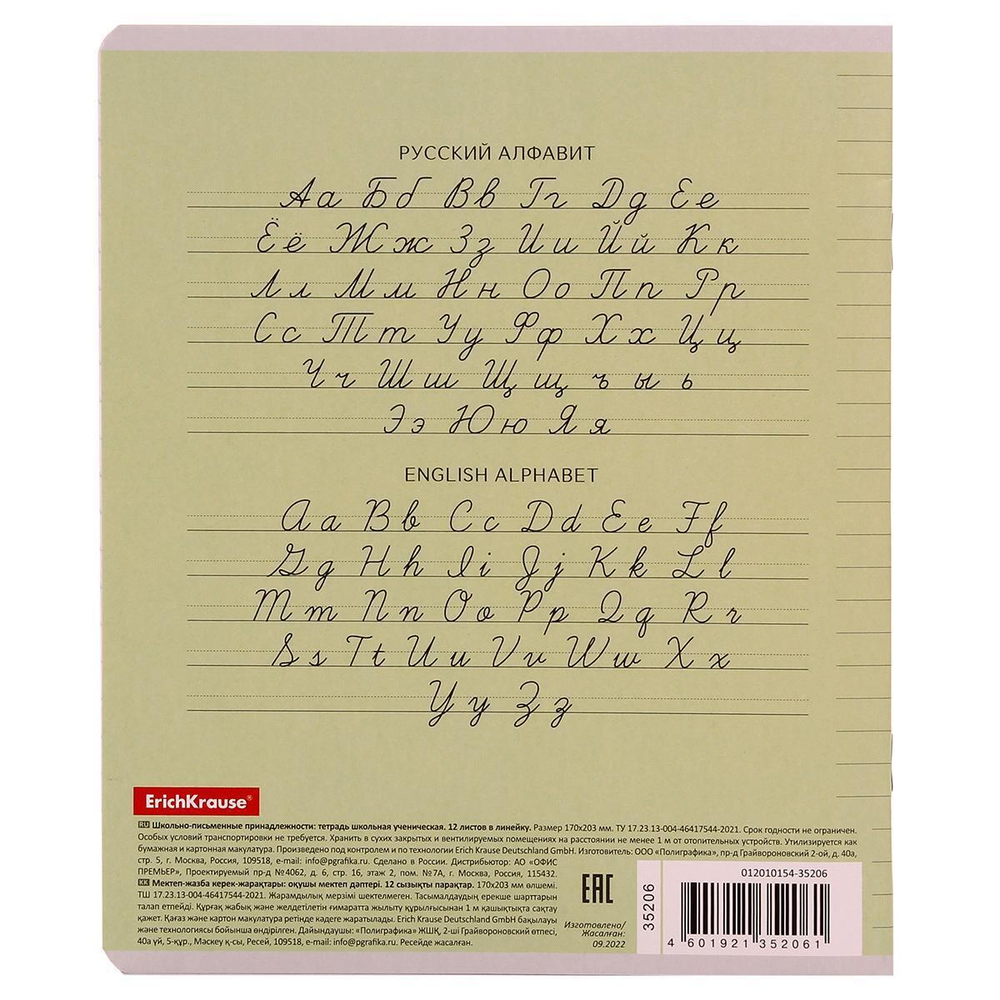 РУССКИЙ АЛФАВИТ
Аа Бб Вв Гг Дд Ее
Ёё Жж Зз Ии Йй Кк
Лл Мм Нн Оо Пп Рр
Сс Тт Уу Фф Хх Цц
Чч Шш Щщ ъ ы ь
Ээ Юю Яя
ENGLISH ALPHABET
Aa Bb Cc Dd Ee Ff
Gg Hh Ii Jj Kk Ll
Mm Nn Oo Pp Qq Rr
Ss Tt Uu Vv Ww Xx
Yy Zz
ErichKrause®
RU Школьно-письменные принадлежности: тетрадь школьная ученическая. 12 листов в линейку. Размер 170х203 мм. ТУ 17.23.13-004-46417544-2021. Срок годности не ограничен.
Особых условий транспортировки не требуется. Хранить в сухих закрытых и вентилируемых помещениях на расстоянии не менее 1 м от отопительных устройств. Утилизируется как
бумажная и картонная макулатура. Произведено под контролем и по технологии Erich Krause Deutschland GmbH. Изготовитель: ООО «Полиграфика», пр-д Грайвороновский 2-ой, д. 40а,
стр. 5, г. Москва, Россия, 109518, e-mail: info@pgrafika.ru. Сделано в России. Дистрибьютор: АО «ОФИС
ПРЕМЬЕР», Проектируемый пр-д №4062, д. 6, стр. 16, этаж 2, пом. №7А, г. Москва, Россия, 115432.
KK Мектеп-жазба керек-жарақтары: оқушы мектеп дәптері. 12 сызықты парақтар. 170х203 мм өлшемі.
ТШ 17.23.13-004-46417544-2021. Жарамдылық мерзімі шектелмеген. Тасымалдаудың ерекше шарттарын
талап етпейді. Құрғақ жабық және желдетілетін ғимаратта жылыту құрылғысынан 1 м қашықтықта сақтау
қажет. Қағаз және картон макулатура ретінде кәдеге жаратылады. Erich Krause Deutschland GmbH бақылауы
және технологиясы бойынша өндірілген. Дайындаушы: «Полиграфика» ЖШҚ, 2-ші Грайвороновский өтпесі,
40а үй, 5-құр., Мәскеу қ-сы, Ресей, 109518, e-mail: info@pgrafika.ru. Ресейде жасалған.
EAC
Изготовлено/
Жасалған:
09.2022
35206
012010154-35206
4 601921 352061